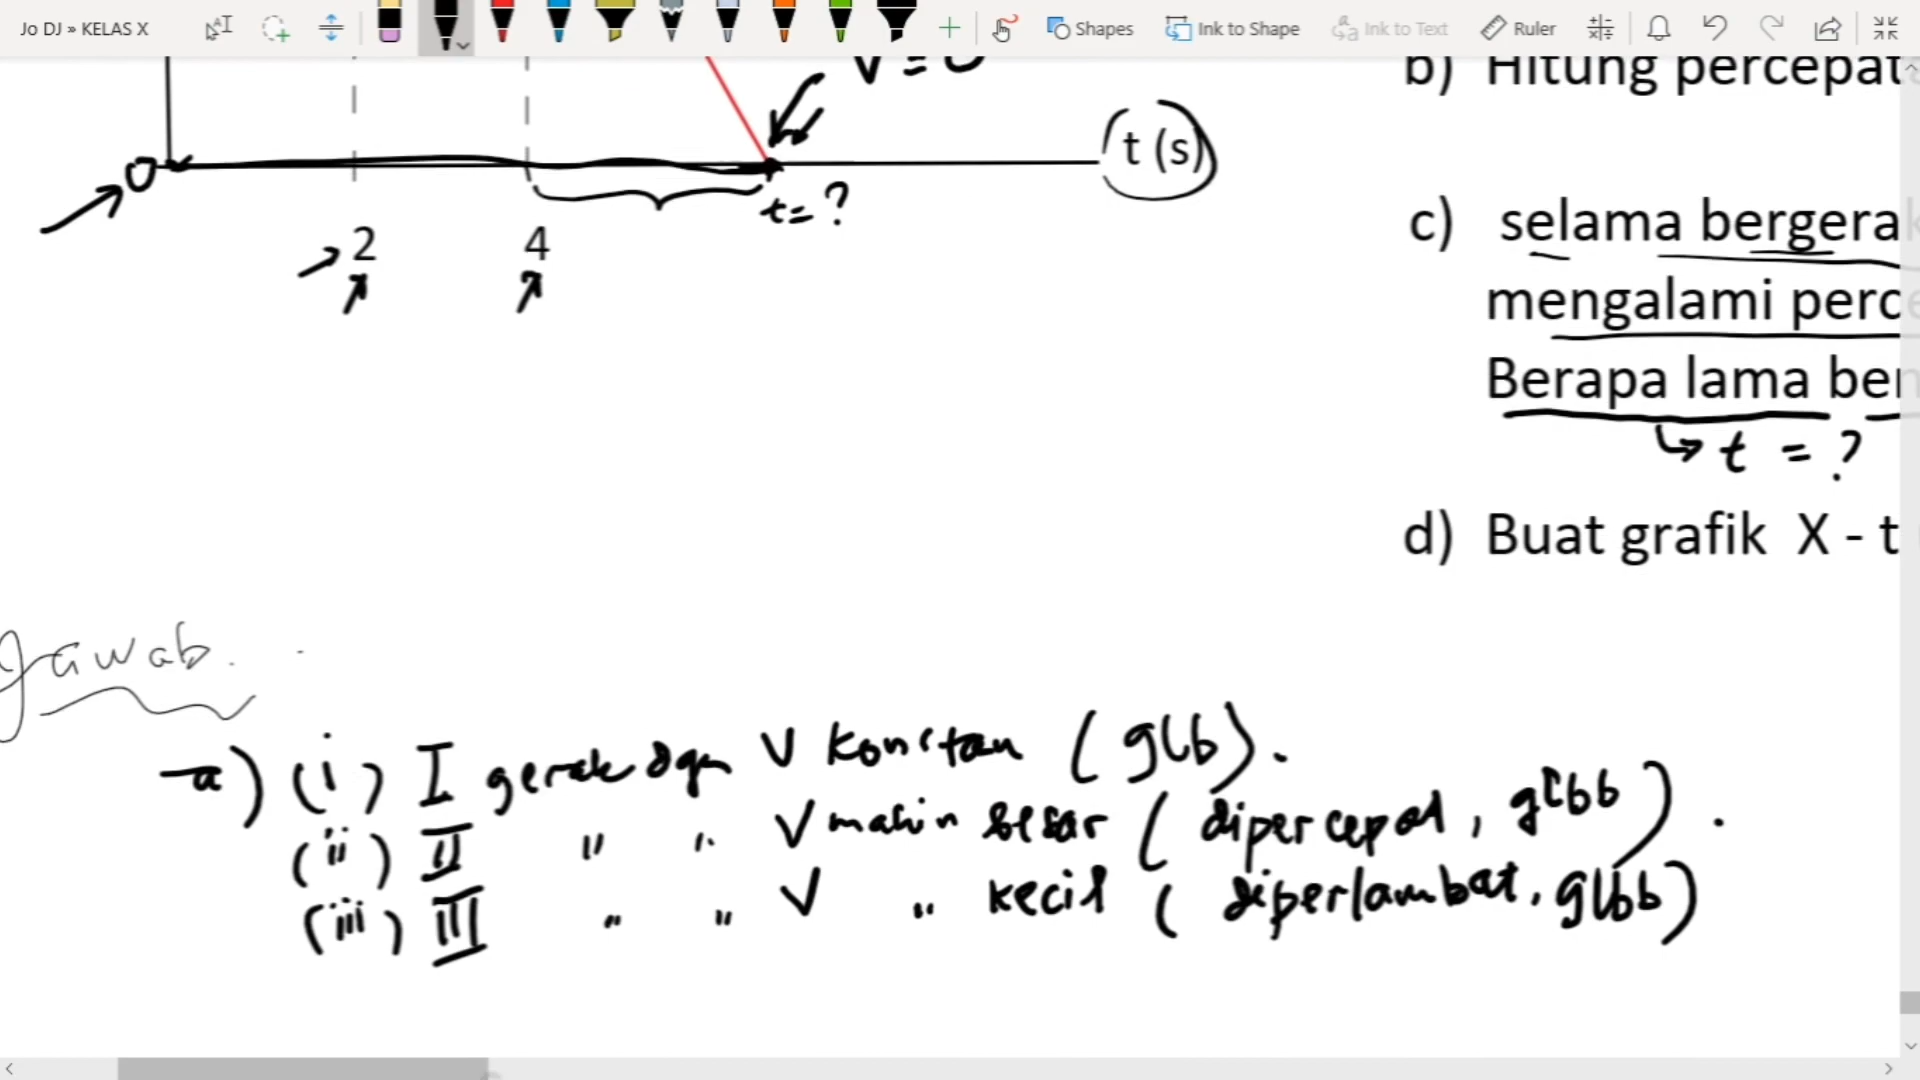 Jo DJ » KELAS X
Shapes
Ink to Shape
Ink to Text
Ruler
V = 0
b) Hitung percepat
t (s)
0
t = ?
2
4
c) selama bergera
mengalami perc
Berapa lama ben
↳ t = ?
d) Buat grafik X - t
Jawab.
a) (i) I gerak dgn V konstan (glb).
(ii) II " " V makin besar ( dipercepat, glbb ).
(iii) III " " V " kecil ( diperlambat, glbb)